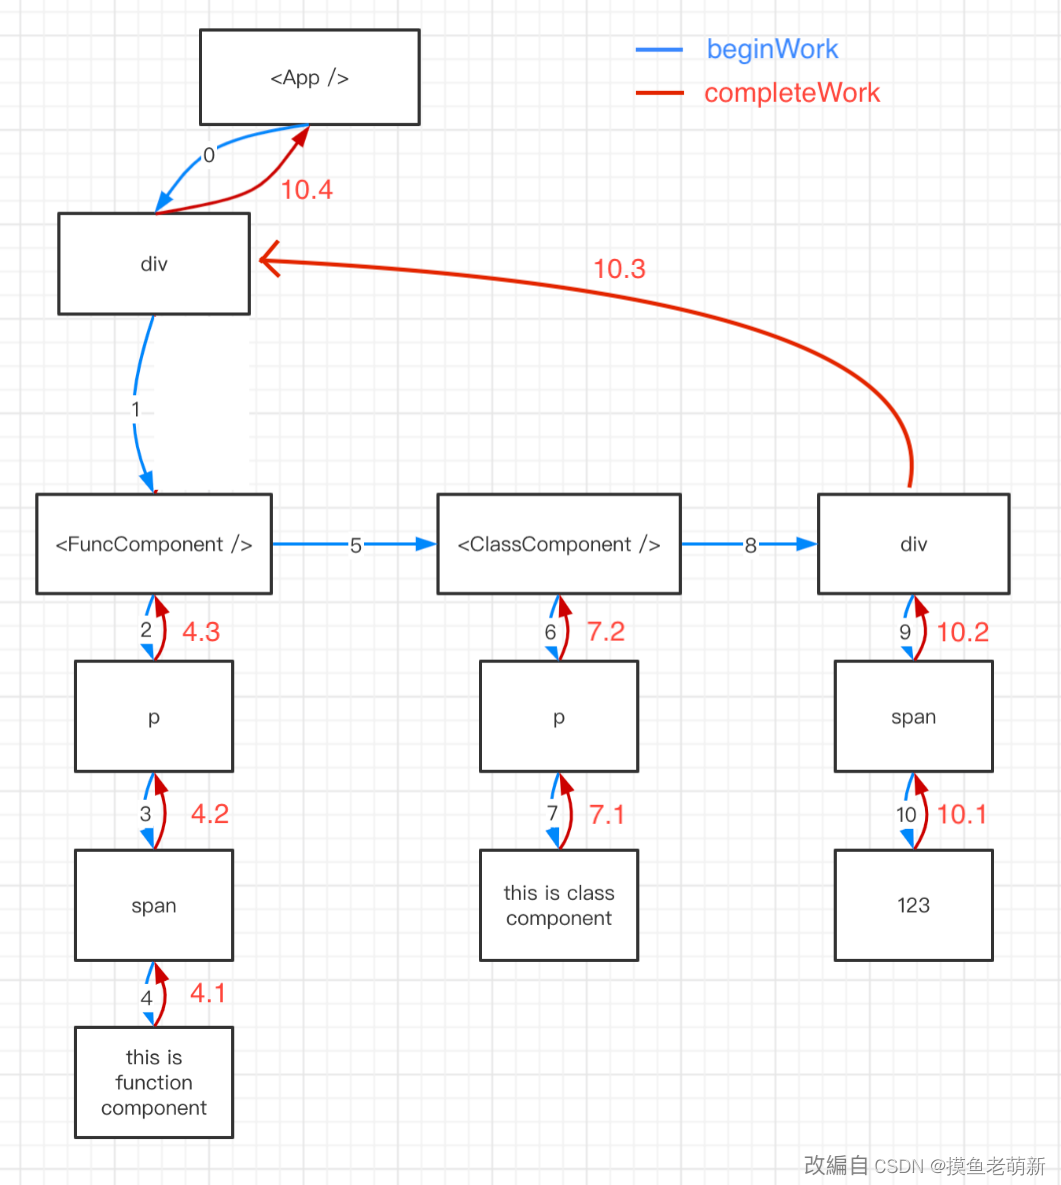 <App />
beginWork
completeWork
0
10.4
div
10.3
1
<FuncComponent />
5
<ClassComponent />
8
div
2
4.3
6
7.2
9
10.2
p
p
span
3
4.2
7
7.1
10
10.1
span
this is class
component
123
4
4.1
this is
function
component
改編自 CSDN @摸鱼老萌新